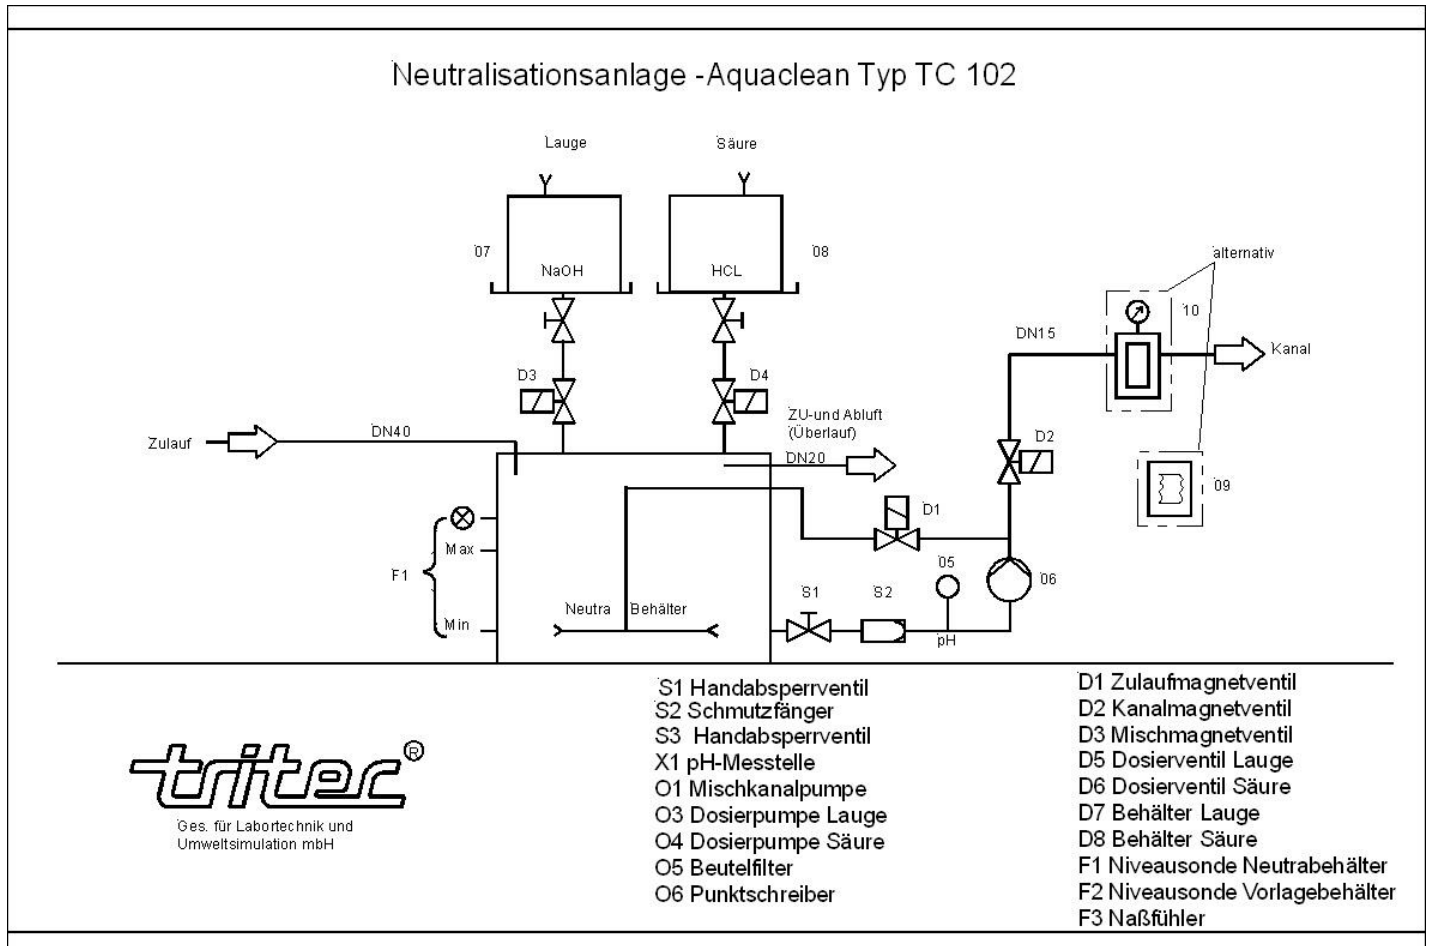 Neutralisationsanlage -Aquaclean Typ TC 102
Lauge
Säure
07
NaOH
HCL
08
alternativ
10
DN15
Kanal
D3
D4
ZU-und Abluft
(Überlauf)
DN20
Zulauf
DN40
D2
09
D1
Max
F1
Min
Neutra Behälter
S1
S2
05
06
pH
S1 Handabsperrventil
S2 Schmutzfänger
S3 Handabsperrventil
X1 pH-Messtelle
O1 Mischkanalpumpe
O3 Dosierpumpe Lauge
O4 Dosierpumpe Säure
O5 Beutelfilter
O6 Punktschreiber
D1 Zulaufmagnetventil
D2 Kanalmagnetventil
D3 Mischmagnetventil
D5 Dosierventil Lauge
D6 Dosierventil Säure
D7 Behälter Lauge
D8 Behälter Säure
F1 Niveausonde Neutrabehälter
F2 Niveausonde Vorlagebehälter
F3 Naßfühler
tritec®
Ges. für Labortechnik und
Umweltsimulation mbH